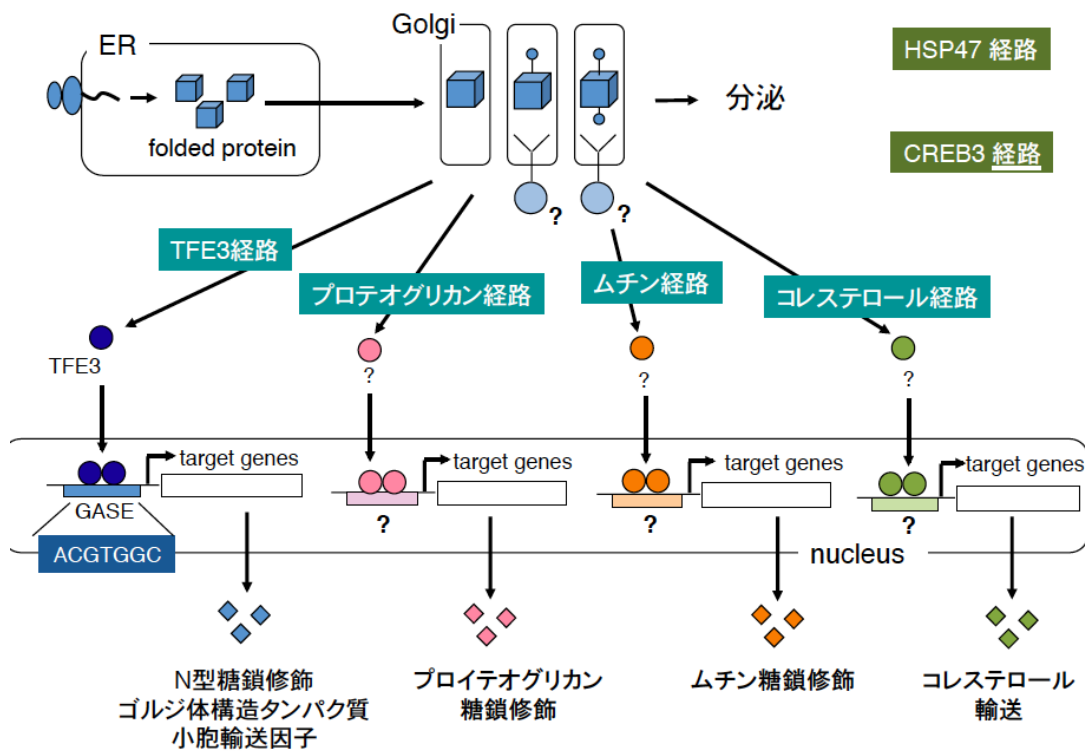 ER
Golgi
HSP47 経路
folded protein
分泌
CREB3 経路
?
?
TFE3経路
プロテオグリカン経路
ムチン経路
コレステロール経路
TFE3
?
?
?
target genes
target genes
target genes
target genes
GASE
?
?
?
ACGTGGC
nucleus
N型糖鎖修飾
ゴルジ体構造タンパク質
小胞輸送因子
プロイテオグリカン
糖鎖修飾
ムチン糖鎖修飾
コレステロール
輸送